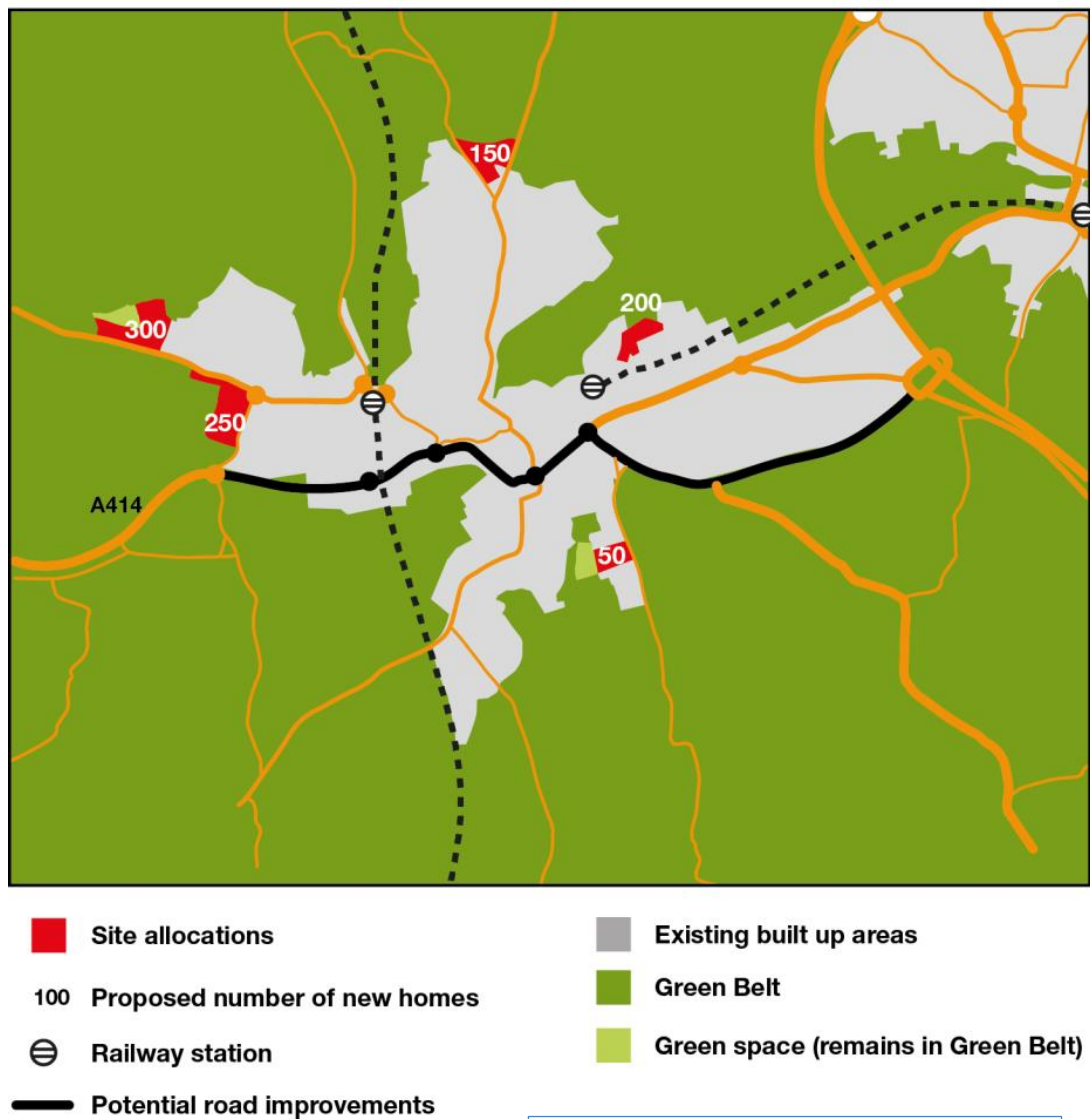 150
200
300
250
A414
50
Site allocations
100 Proposed number of new homes
Railway station
Potential road improvements
Existing built up areas
Green Belt
Green space (remains in Green Belt)